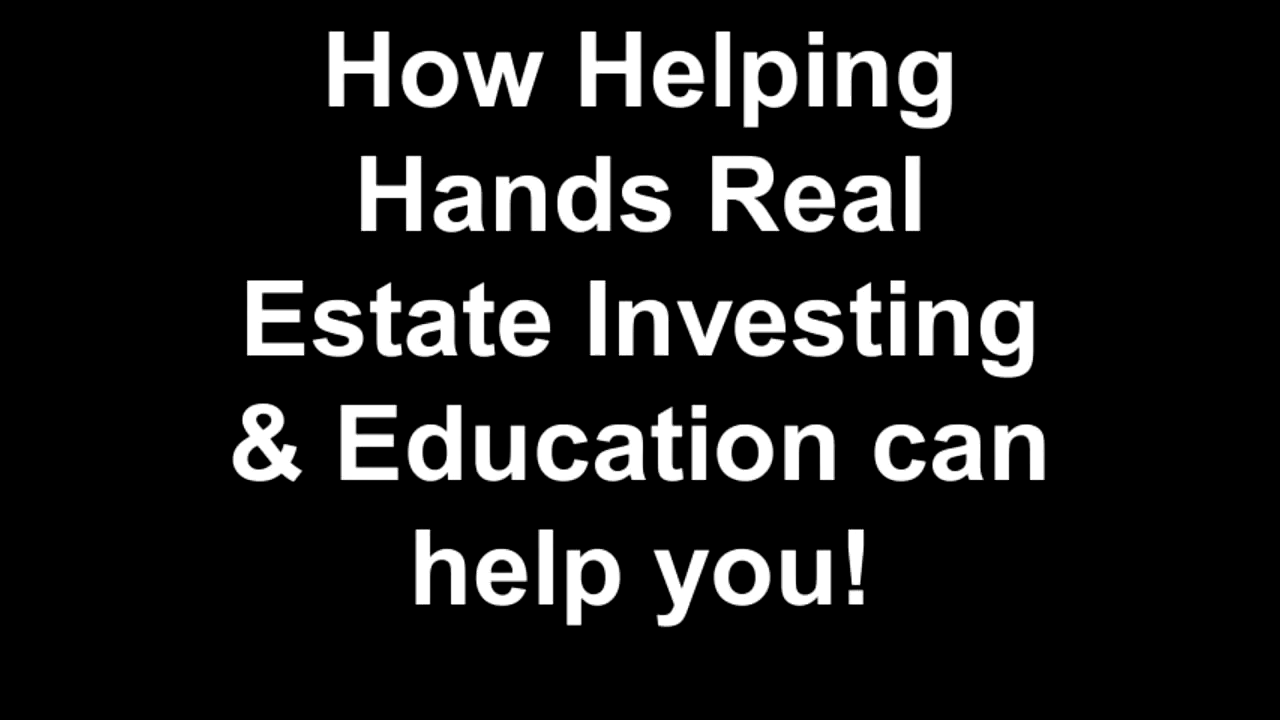 How Helping
Hands Real
Estate Investing
& Education can
help you!